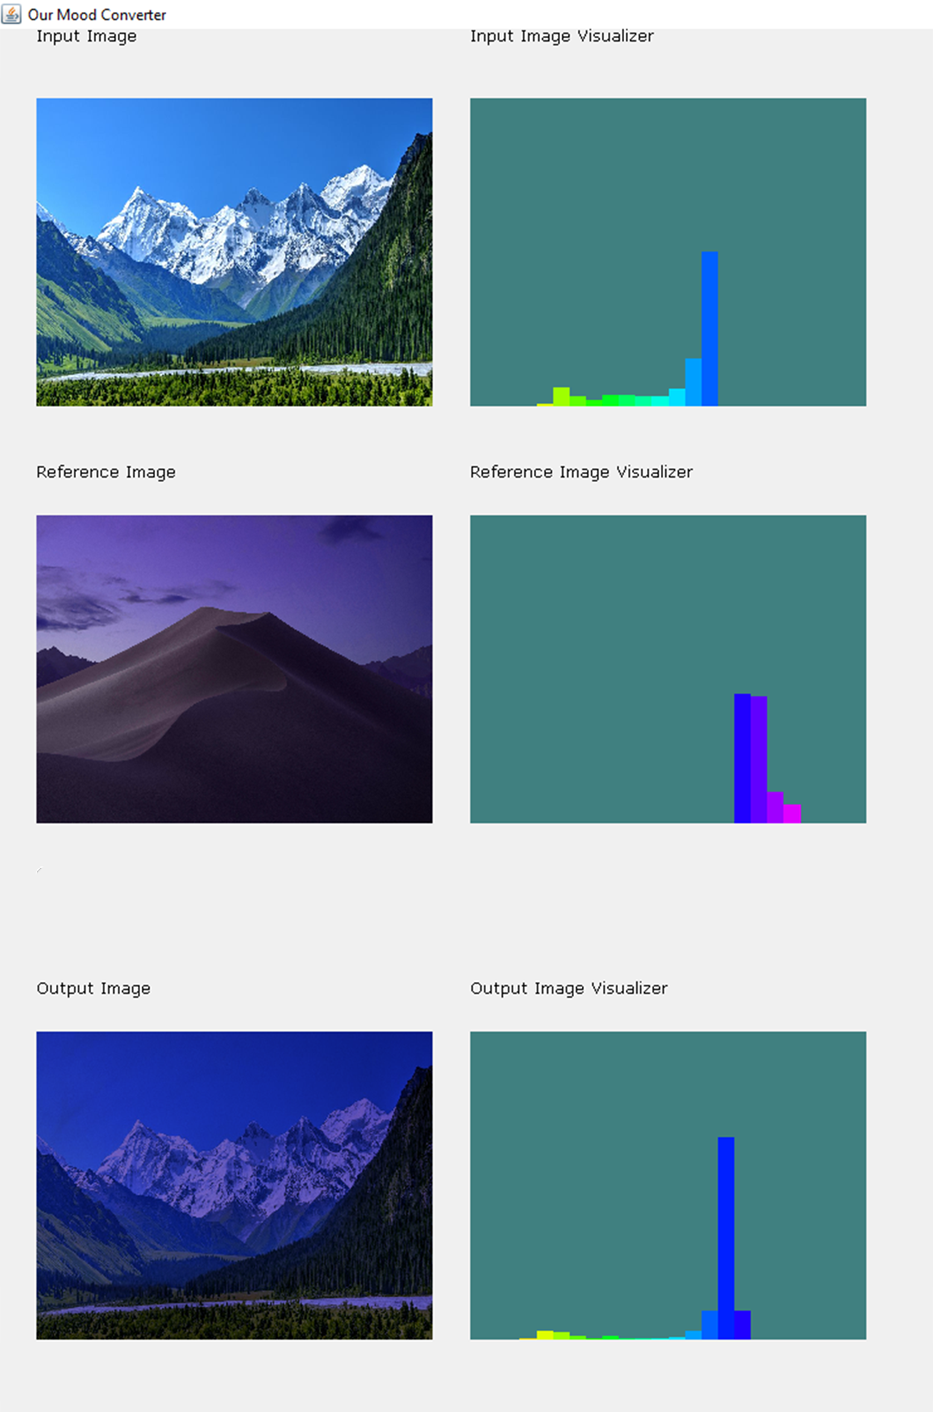 Our Mood Converter
Input Image
Input Image Visualizer
Reference Image
Reference Image Visualizer
Output Image
Output Image Visualizer